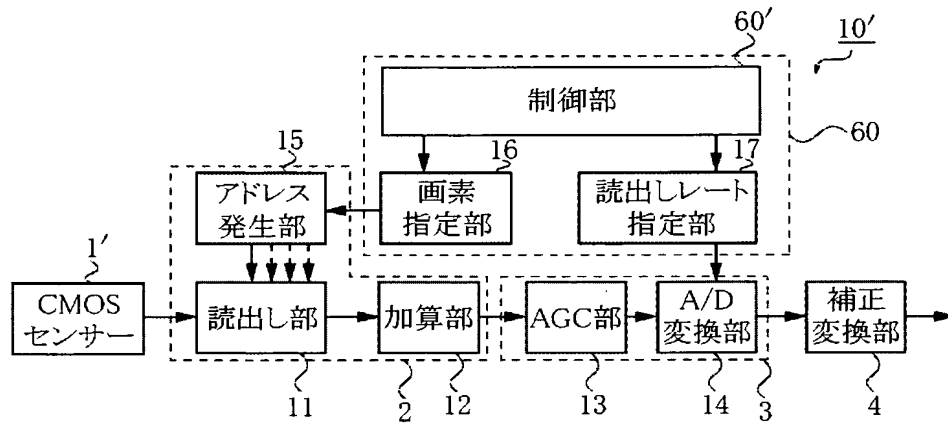 60′
10′
制御部
60
15
16
17
アドレス
発生部
画素
指定部
読出しレート
指定部
1′
CMOS
センサー
読出し部
加算部
AGC部
A/D
変換部
補正
変換部
11
2
12
13
14
3
4